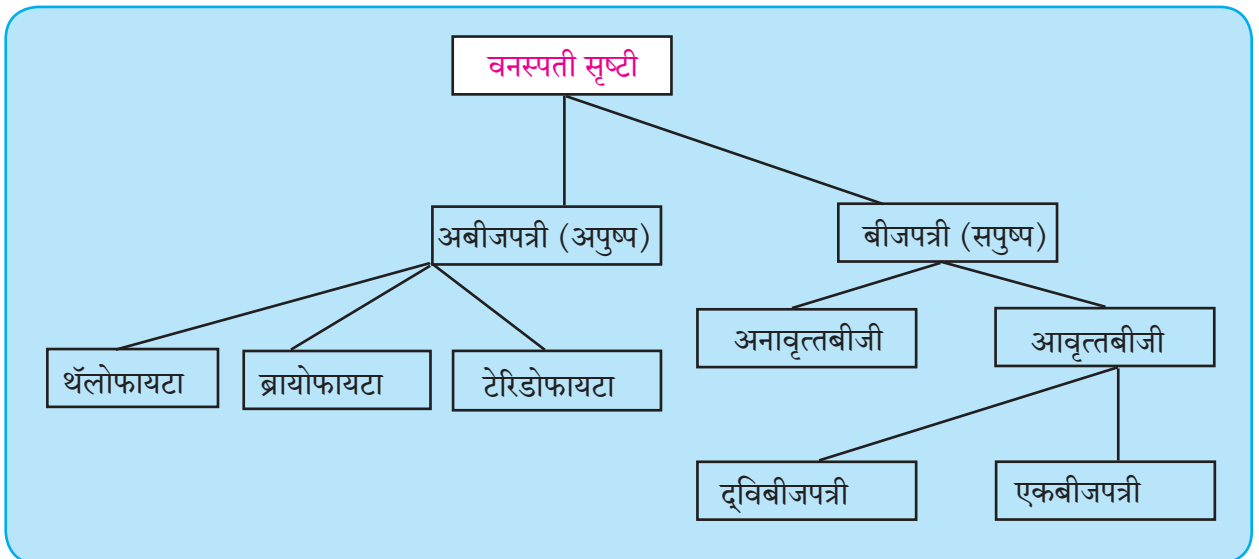 वनस्पती सृष्टी
अबीजपत्री (अपुष्प)
बीजपत्री (सपुष्प)
अनावृत्तबीजी
आवृत्तबीजी
थॅलोफायटा
ब्रायोफायटा
टेरिडोफायटा
द्विबीजपत्री
एकबीजपत्री